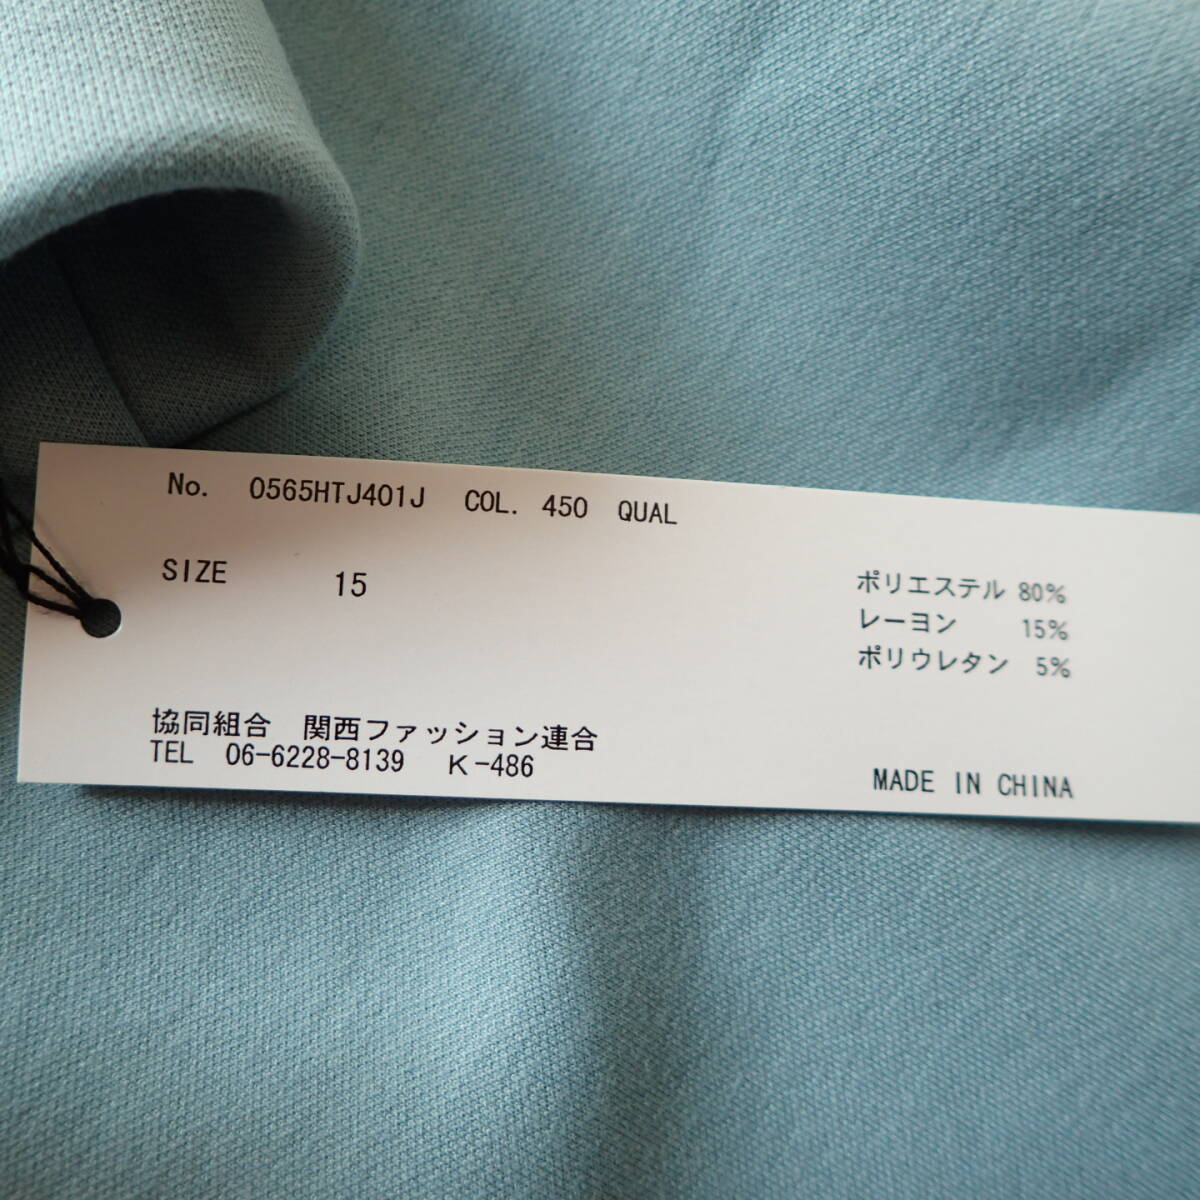 No. 0565HTJ401J COL. 450 QUAL
SIZE 15
ポリエステル 80%
レーヨン 15%
ポリウレタン 5%
協同組合 関西ファッション連合
TEL 06-6228-8139 K-486
MADE IN CHINA